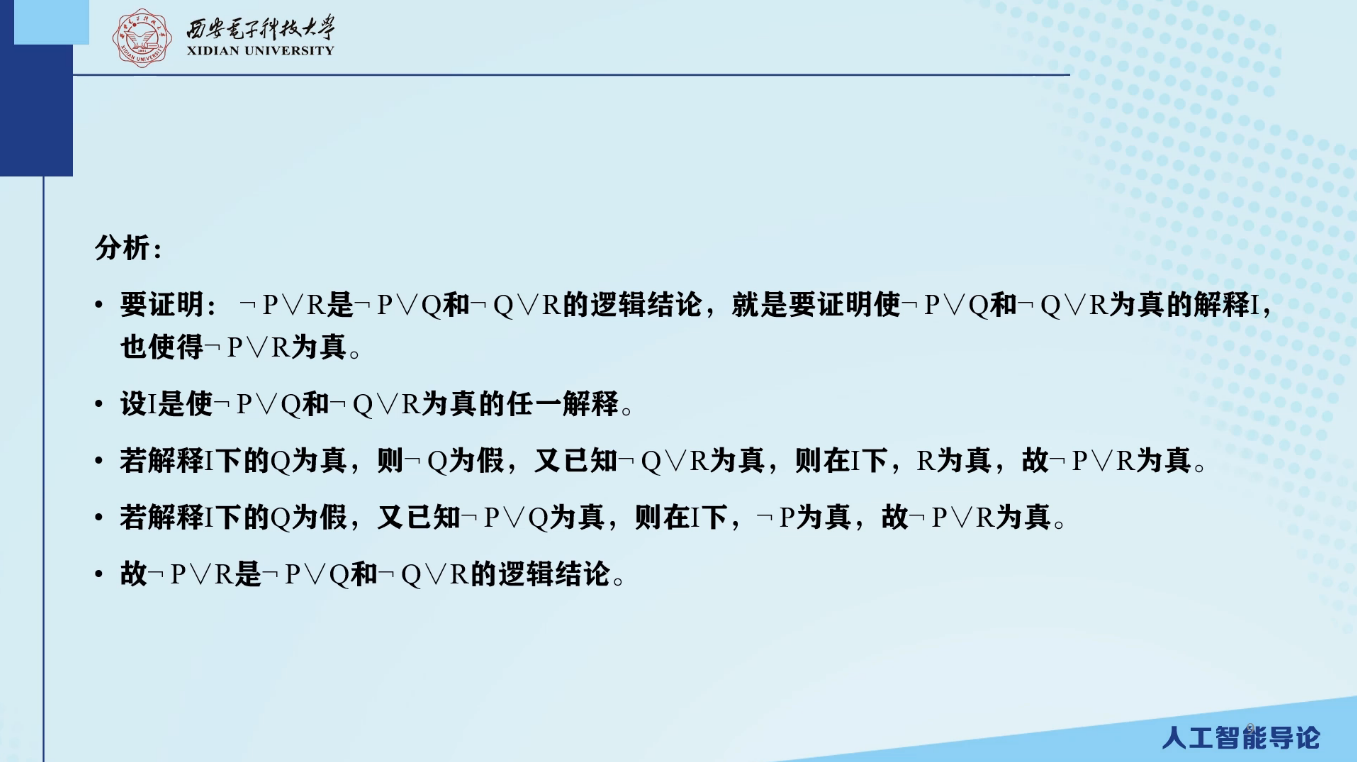 西安电子科技大学
XIDIAN UNIVERSITY
分析：
• 要证明： ¬ P∨R是¬ P∨Q和¬ Q∨R的逻辑结论，就是要证明使¬ P∨Q和¬ Q∨R为真的解释I，
也使得¬ P∨R为真。
• 设I是使¬ P∨Q和¬ Q∨R为真的任一解释。
• 若解释I下的Q为真，则¬ Q为假，又已知¬ Q∨R为真，则在I下，R为真，故¬ P∨R为真。
• 若解释I下的Q为假，又已知¬ P∨Q为真，则在I下，¬ P为真，故¬ P∨R为真。
• 故¬ P∨R是¬ P∨Q和¬ Q∨R的逻辑结论。
人工智能导论